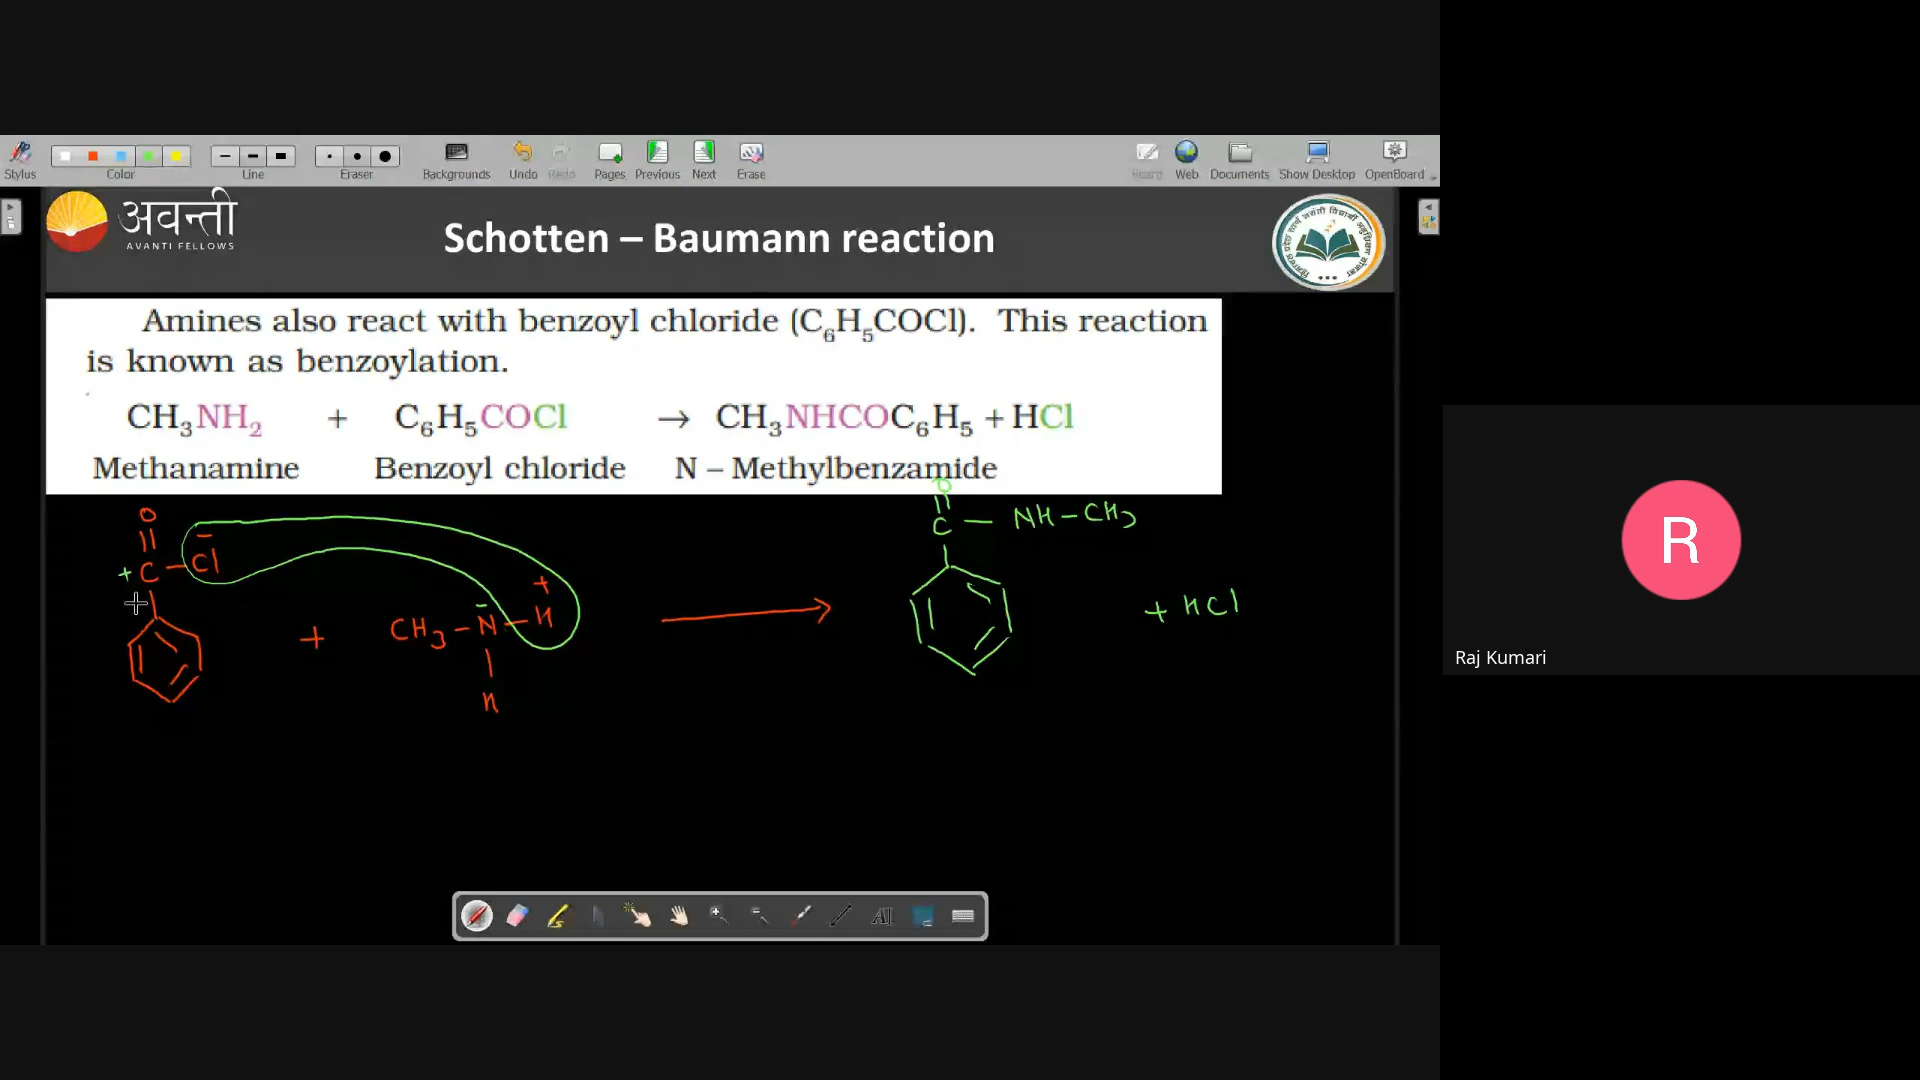 Stylus Color Line Eraser Backgrounds Undo Redo Pages Previous Next Erase Board Web Documents Show Desktop OpenBoard
अवन्ती
AVANTI FELLOWS
Schotten – Baumann reaction
Amines also react with benzoyl chloride (C₆H₅COCl). This reaction
is known as benzoylation.
CH₃NH₂ + C₆H₅COCl → CH₃NHCOC₆H₅ + HCl
Methanamine Benzoyl chloride N – Methylbenzamide
O
||
+ C – Cl
-
+
CH₃ – N – H
- +
|
H
O
||
C – NH – CH₃
+ HCl
R
Raj Kumari